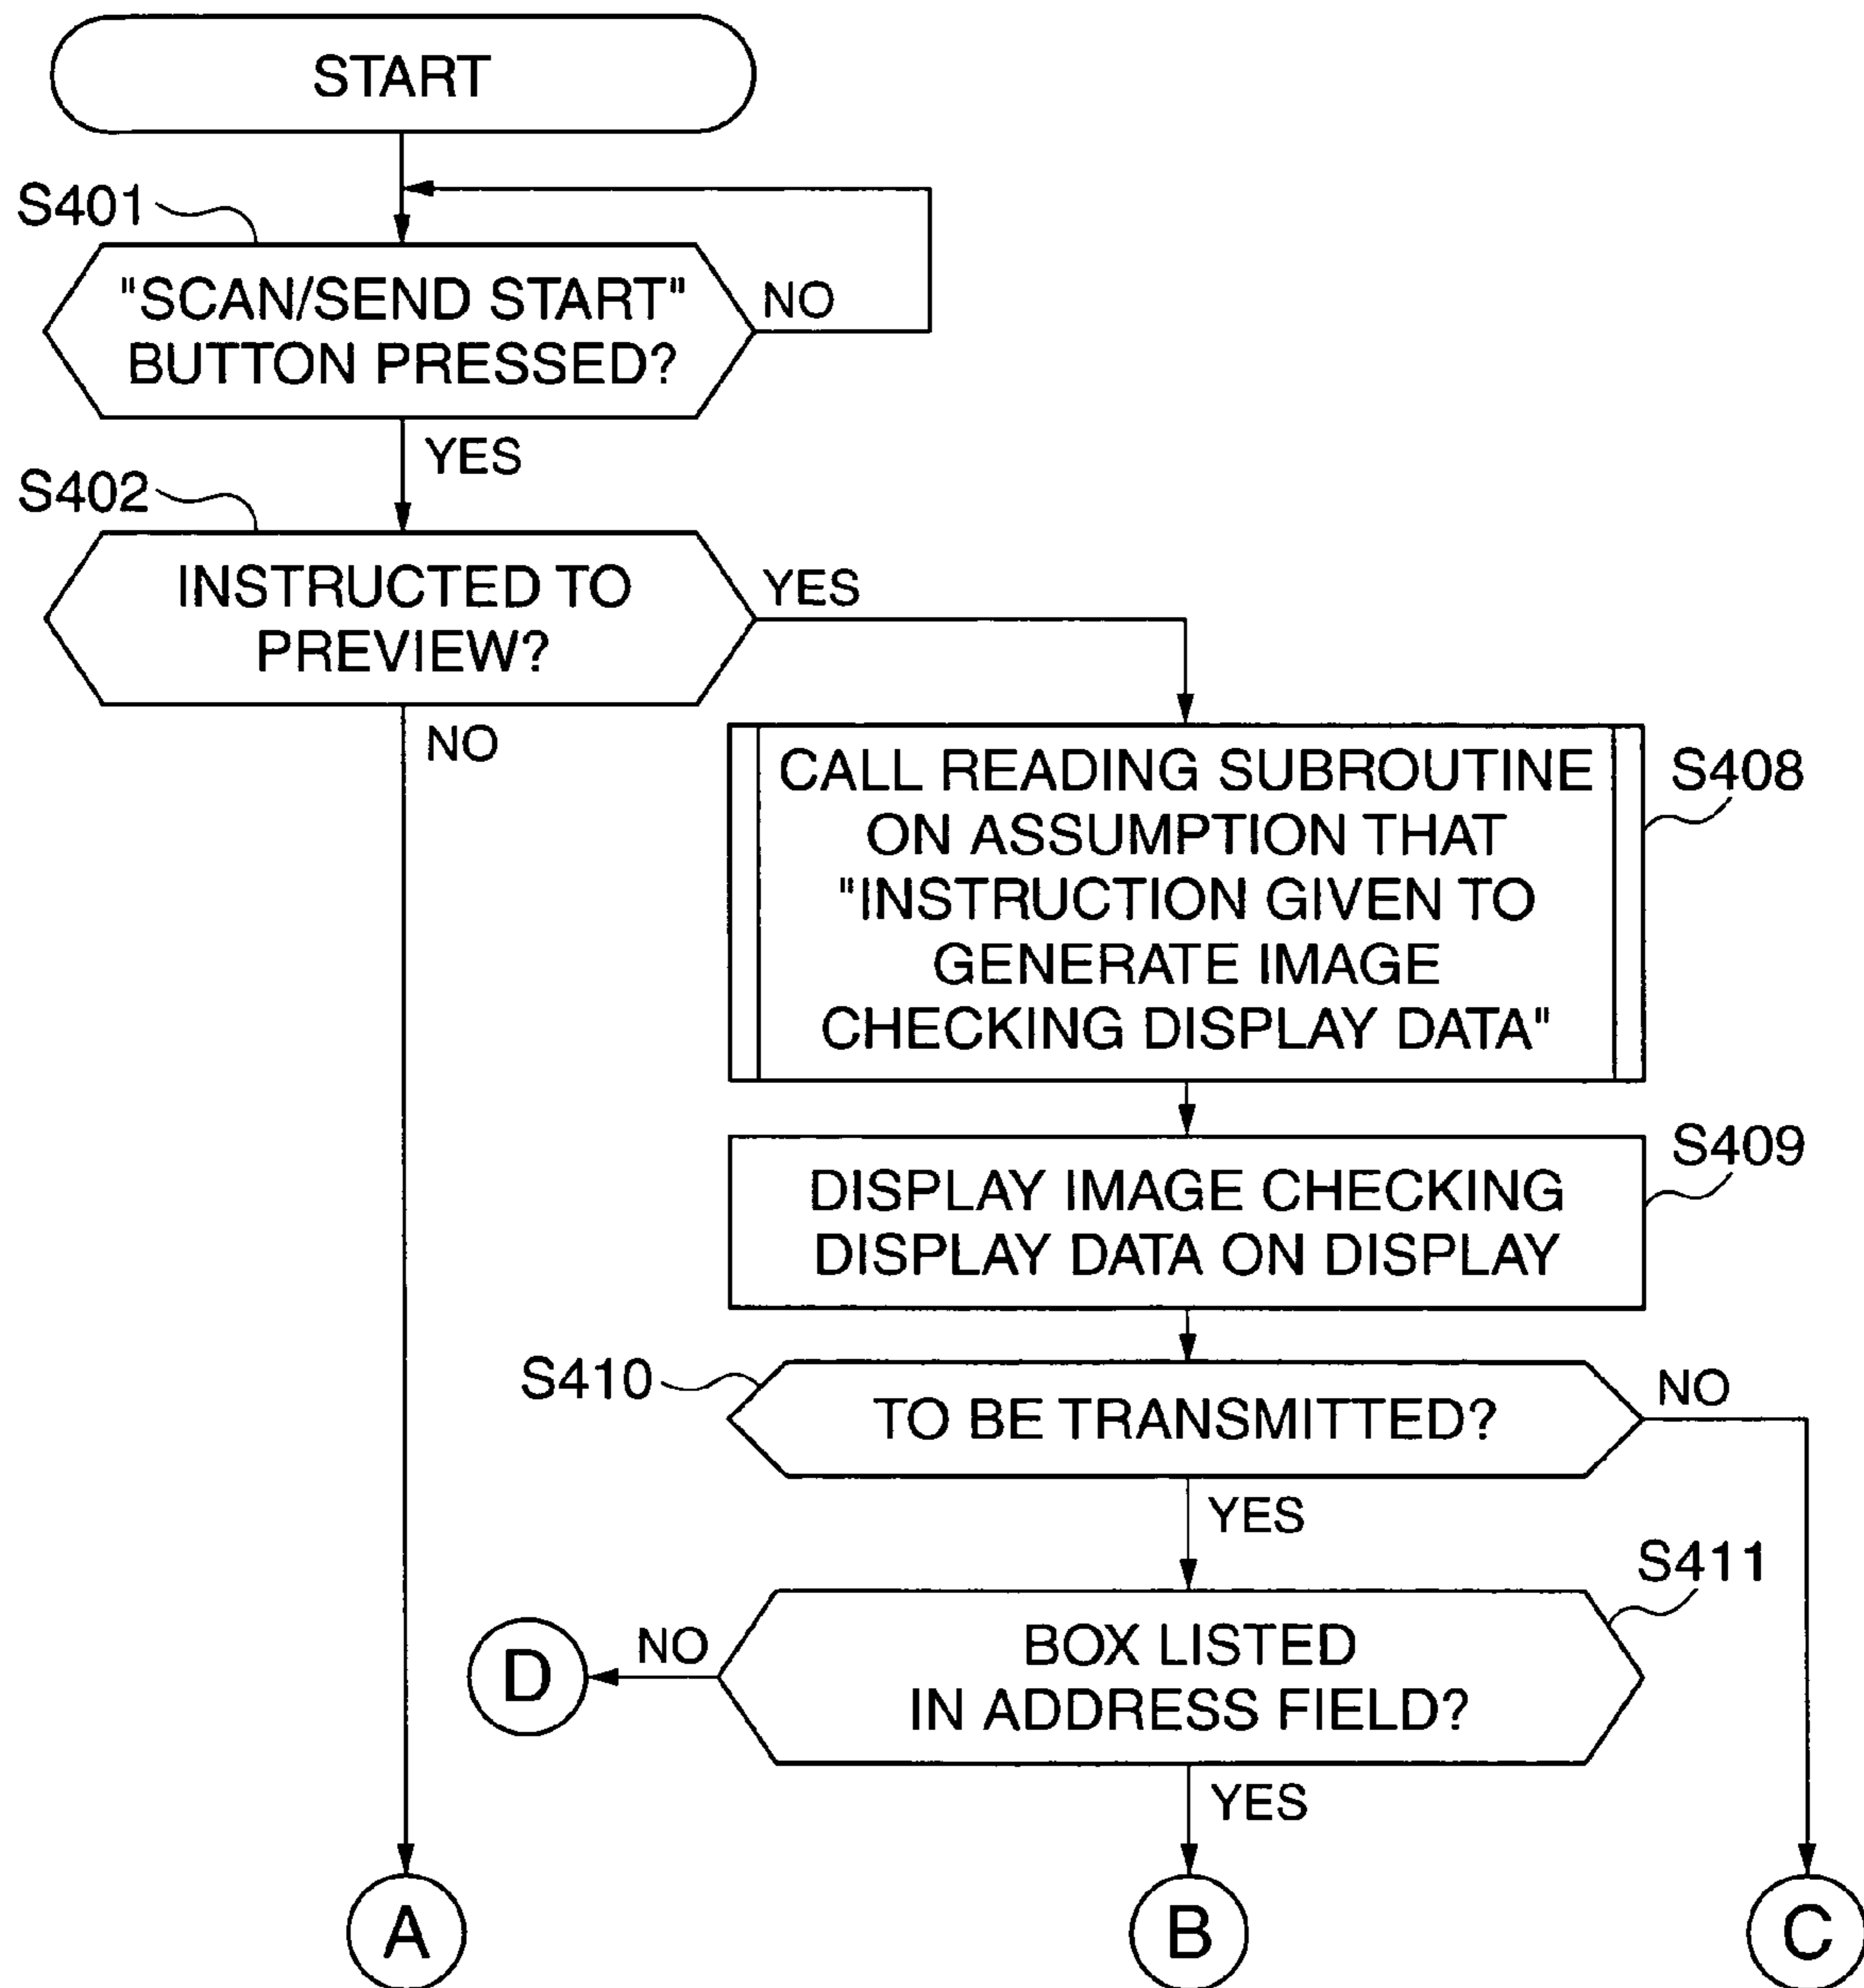 START
S401
"SCAN/SEND START"
BUTTON PRESSED?
NO
YES
S402
INSTRUCTED TO
PREVIEW?
YES
NO
CALL READING SUBROUTINE
ON ASSUMPTION THAT
"INSTRUCTION GIVEN TO
GENERATE IMAGE
CHECKING DISPLAY DATA"
S408
DISPLAY IMAGE CHECKING
DISPLAY DATA ON DISPLAY
S409
S410
TO BE TRANSMITTED?
NO
YES
S411
BOX LISTED
IN ADDRESS FIELD?
NO
D
YES
A
B
C